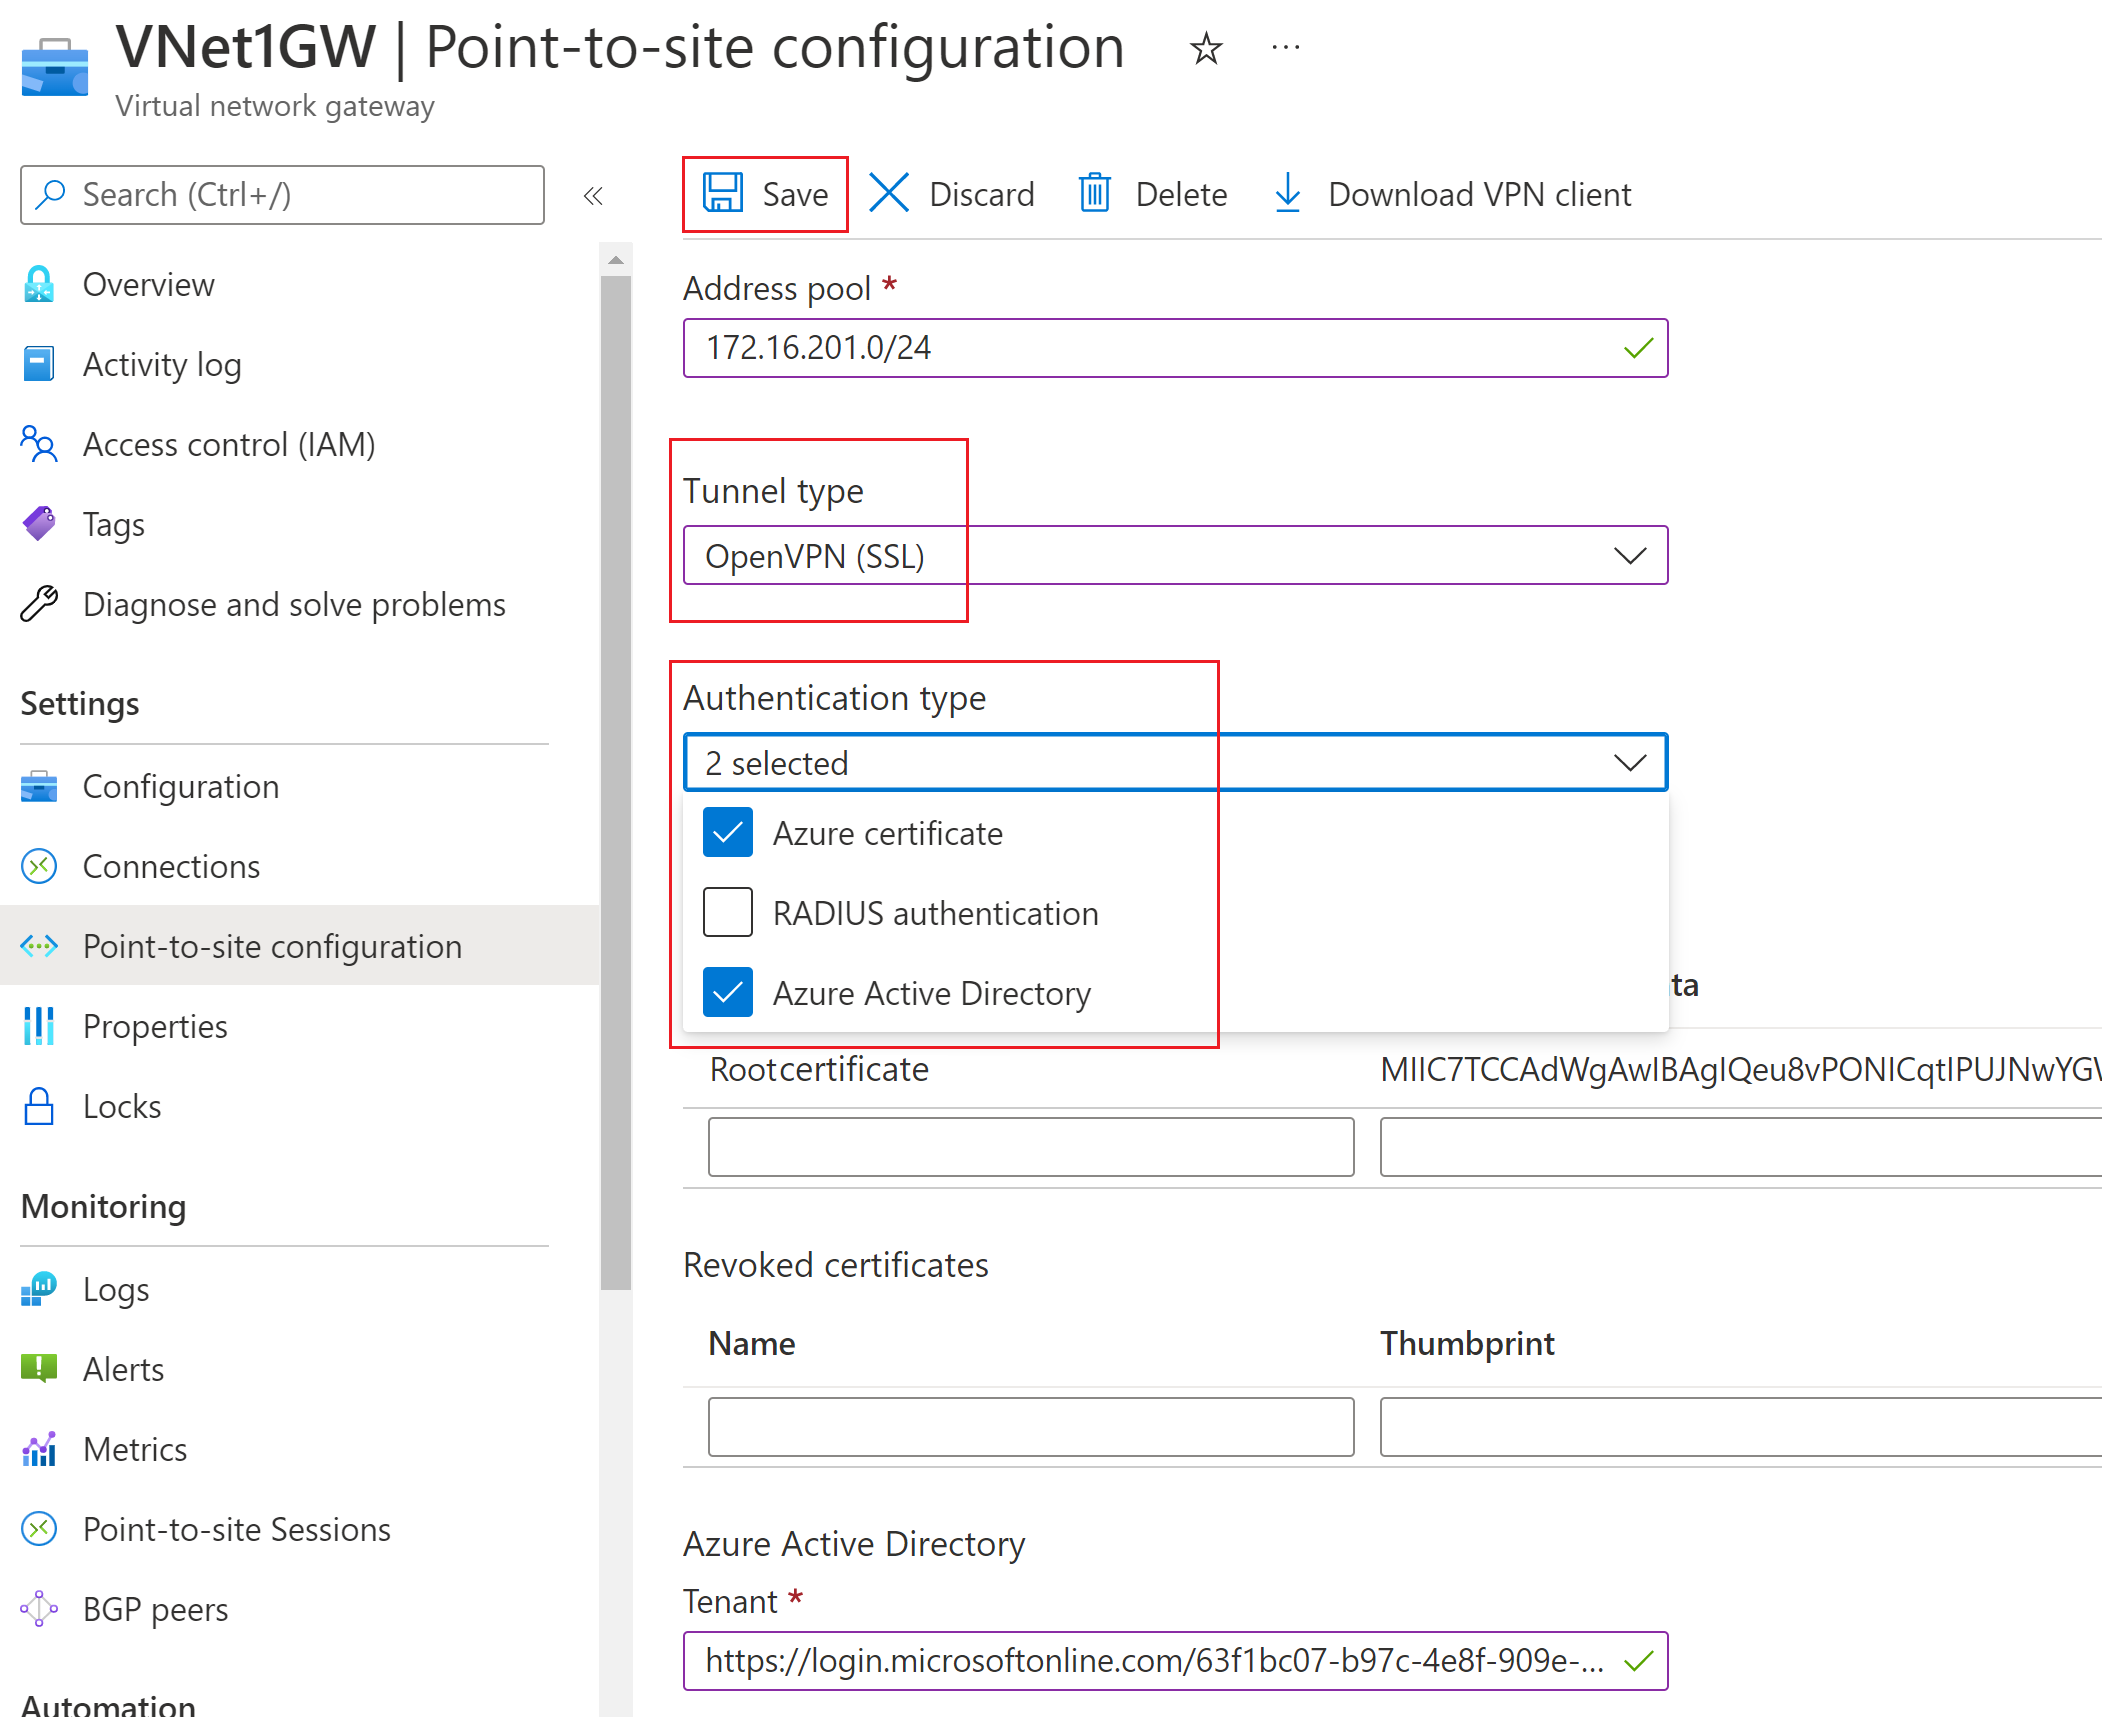 VNet1GW | Point-to-site configuration
Virtual network gateway
Search (Ctrl+/)
Overview
Activity log
Access control (IAM)
Tags
Diagnose and solve problems
Settings
Configuration
Connections
Point-to-site configuration
Properties
Locks
Monitoring
Logs
Alerts
Metrics
Point-to-site Sessions
BGP peers
Automation
Save
Discard
Delete
Download VPN client
Address pool *
172.16.201.0/24
Tunnel type
OpenVPN (SSL)
Authentication type
2 selected
Azure certificate
RADIUS authentication
Azure Active Directory
ta
Rootcertificate MIIC7TCCAdWgAwIBAgIQeu8vPONICqtIPUJNwYGV
Revoked certificates
Name Thumbprint
Azure Active Directory
Tenant *
https://login.microsoftonline.com/63f1bc07-b97c-4e8f-909e-...